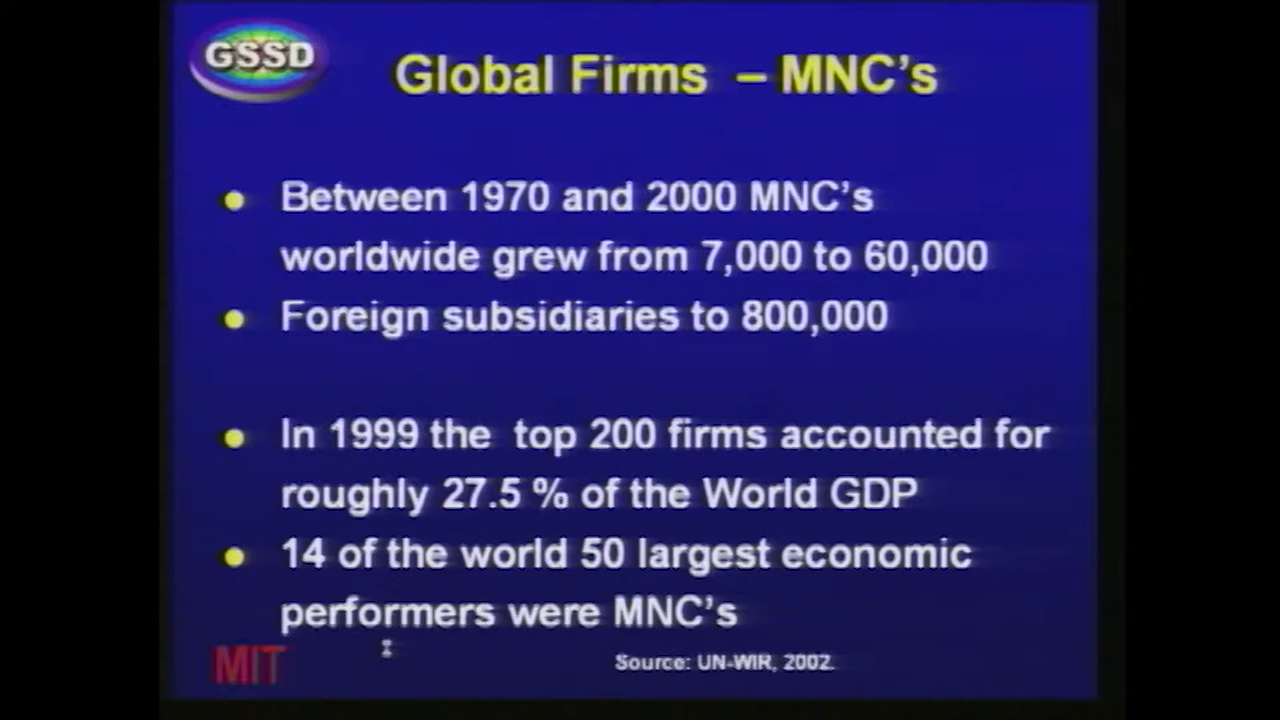 GSSD
Global Firms – MNC's
Between 1970 and 2000 MNC's
worldwide grew from 7,000 to 60,000
Foreign subsidiaries to 800,000
In 1999 the top 200 firms accounted for
roughly 27.5 % of the World GDP
14 of the world 50 largest economic
performers were MNC's
MIT
Source: UN-WIR, 2002.